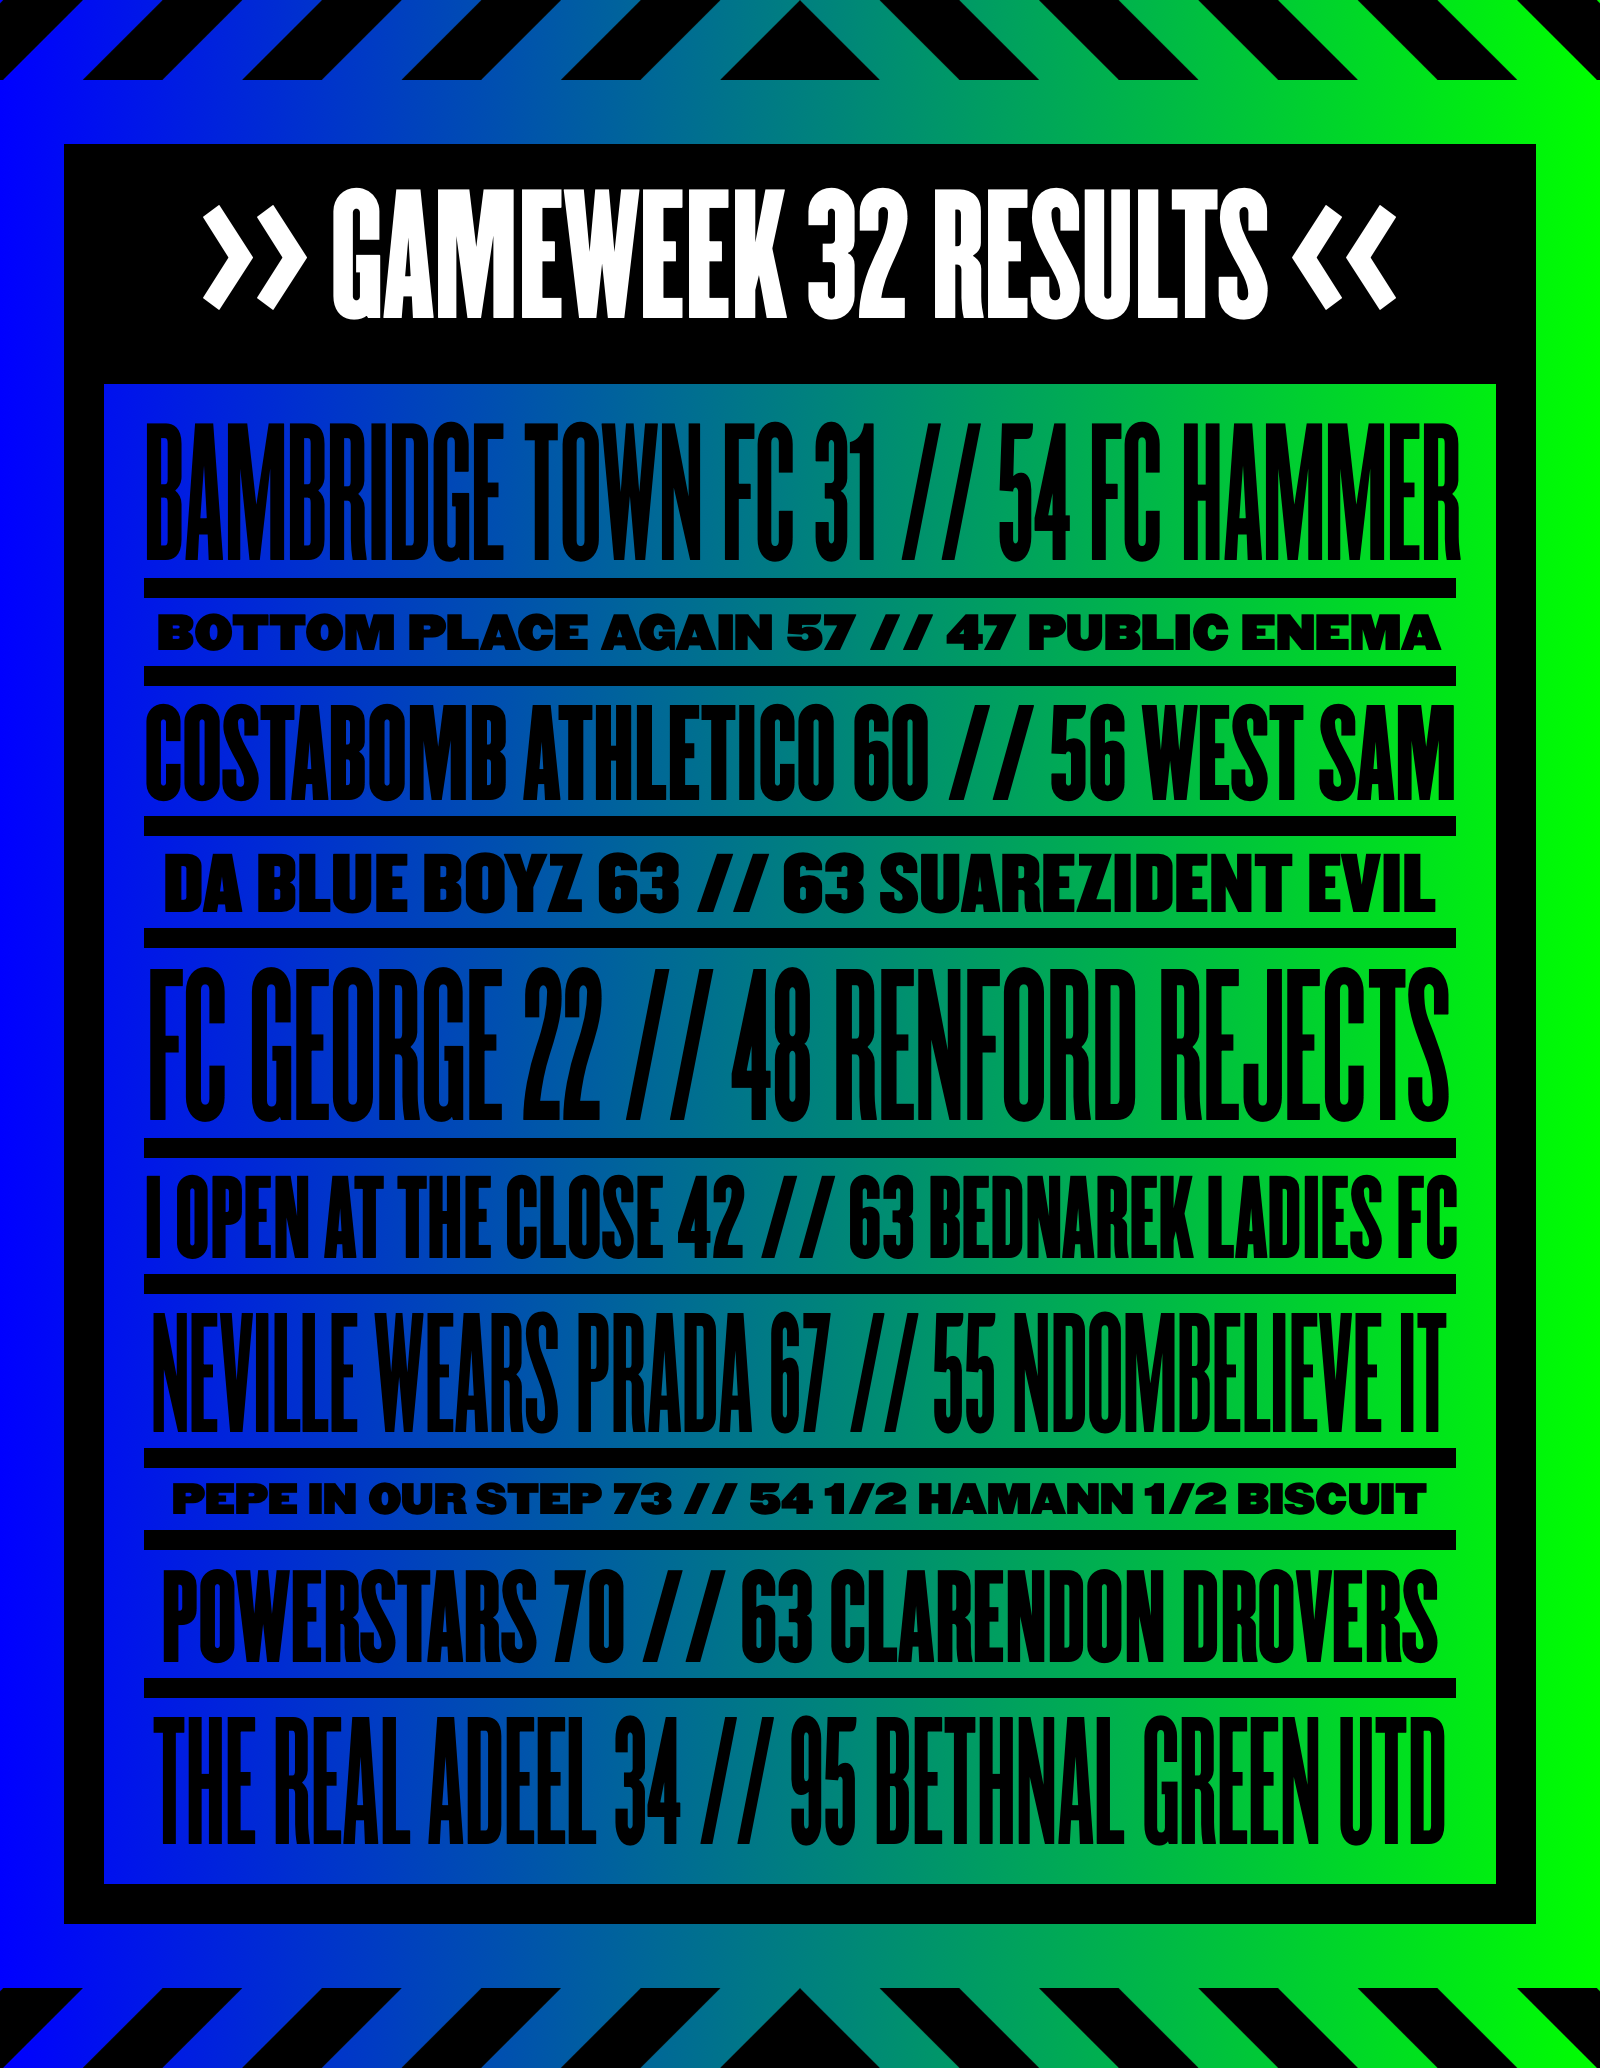 >> GAMEWEEK 32 RESULTS <<
BAMBRIDGE TOWN FC 31 // 54 FC HAMMER
BOTTOM PLACE AGAIN 57 // 47 PUBLIC ENEMA
COSTABOMB ATHLETICO 60 // 56 WEST SAM
DA BLUE BOYZ 63 // 63 SUAREZIDENT EVIL
FC GEORGE 22 // 48 RENFORD REJECTS
I OPEN AT THE CLOSE 42 // 63 BEDNAREK LADIES FC
NEVILLE WEARS PRADA 67 // 55 NDOMBELIEVE IT
PEPE IN OUR STEP 73 // 54 1/2 HAMANN 1/2 BISCUIT
POWERSTARS 70 // 63 CLARENDON DROVERS
THE REAL ADEEL 34 // 95 BETHNAL GREEN UTD